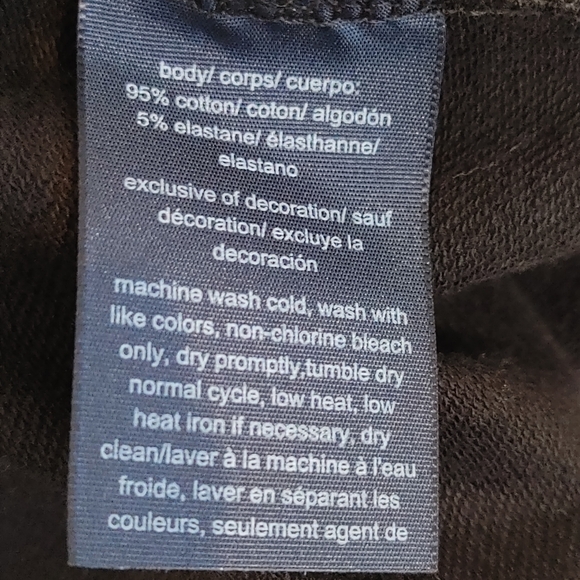 body/ corps/ cuerpo:
95% cotton/ coton/ algodón
5% elastane/ élasthanne/
elastano
exclusive of decoration/ sauf
décoration/ excluye la
decoración
machine wash cold, wash with
like colors, non-chlorine bleach
only, dry promptly,tumble dry
normal cycle, low heat, low
heat iron if necessary, dry
clean/laver à la machine à l'eau
froide, laver en séparant les
couleurs, seulement agent de